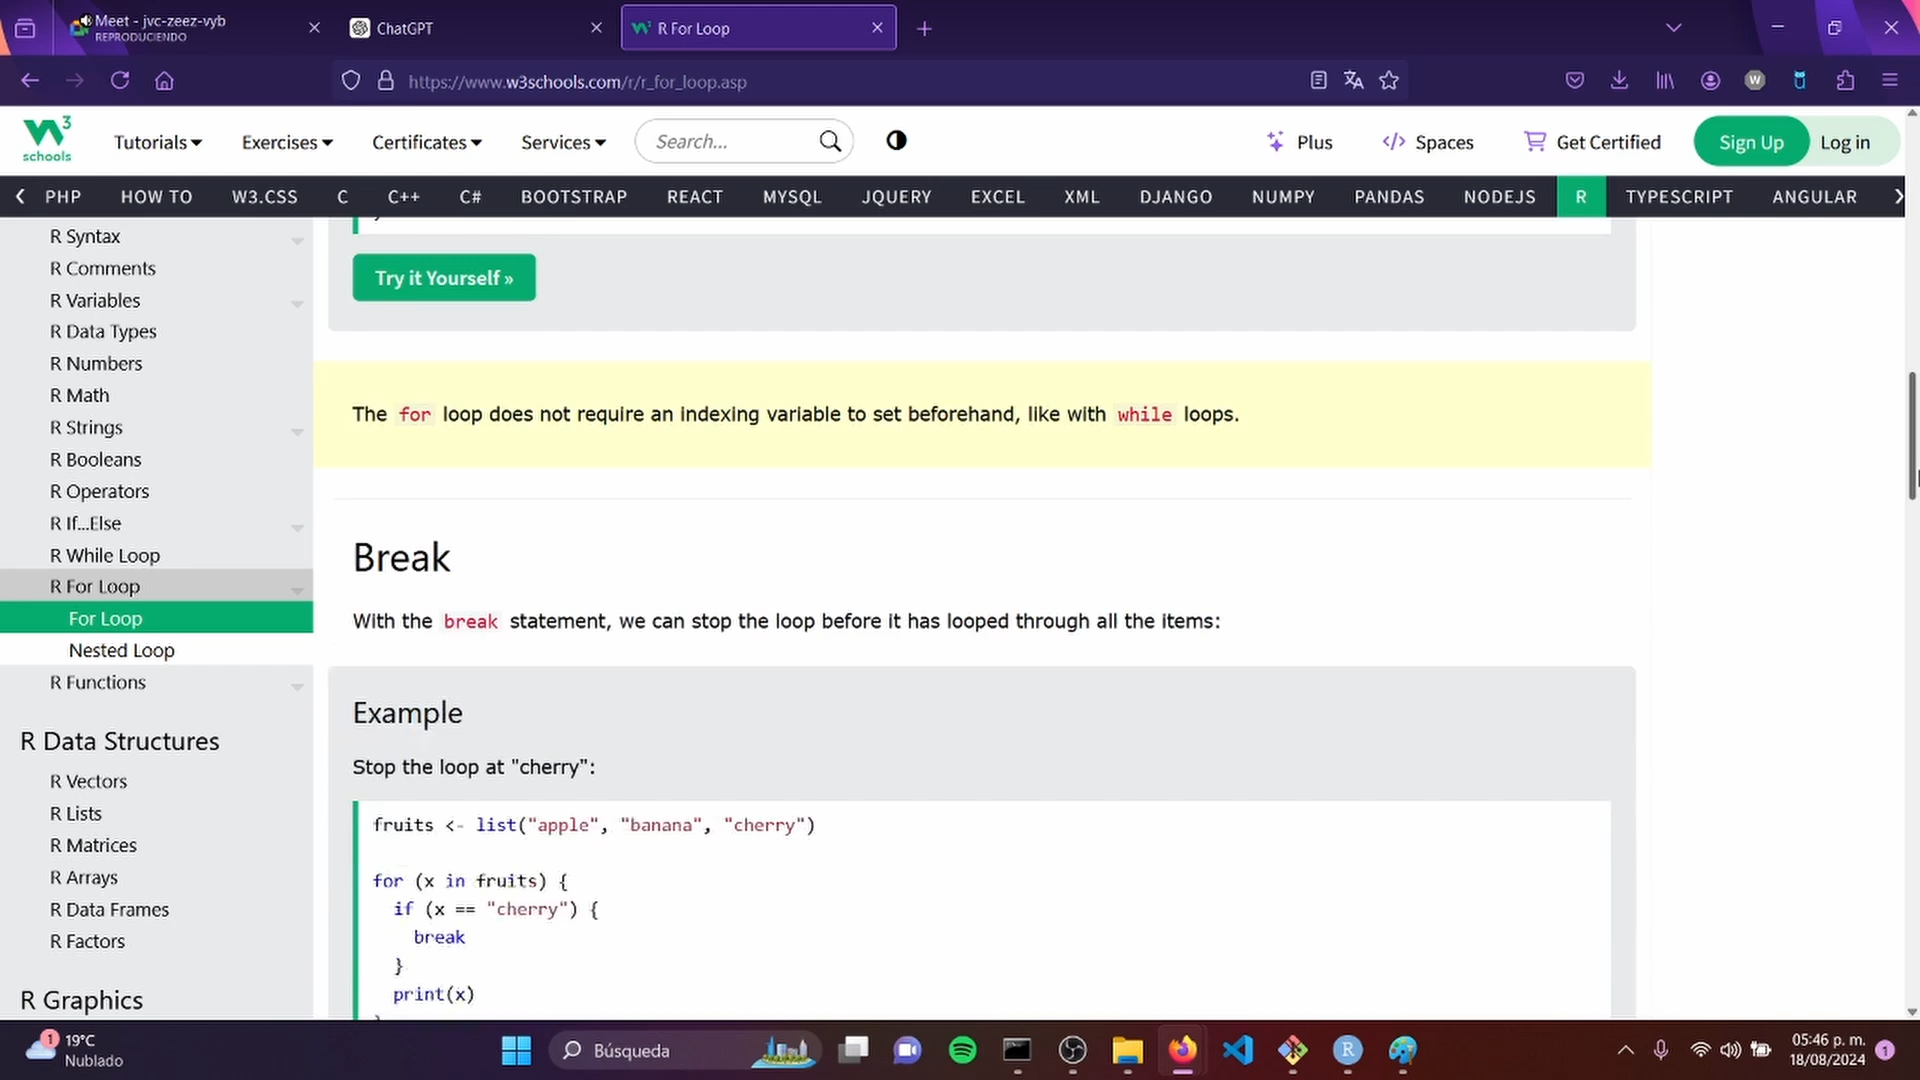 Meet - jvc-zeez-vyb
REPRODUCIENDO
ChatGPT
R For Loop
https://www.w3schools.com/r/r_for_loop.asp
W
3
schools
Tutorials
Exercises
Certificates
Services
Search...
Plus
Spaces
Get Certified
Sign Up
Log in
PHP
HOW TO
W3.CSS
C
C++
C#
BOOTSTRAP
REACT
MYSQL
JQUERY
EXCEL
XML
DJANGO
NUMPY
PANDAS
NODEJS
R
TYPESCRIPT
ANGULAR
R Syntax
R Comments
R Variables
R Data Types
R Numbers
R Math
R Strings
R Booleans
R Operators
R If...Else
R While Loop
R For Loop
For Loop
Nested Loop
R Functions
R Data Structures
R Vectors
R Lists
R Matrices
R Arrays
R Data Frames
R Factors
R Graphics
Try it Yourself »
The for loop does not require an indexing variable to set beforehand, like with while loops.
Break
With the break statement, we can stop the loop before it has looped through all the items:
Example
Stop the loop at "cherry":
fruits <- list("apple", "banana", "cherry")
for (x in fruits) {
if (x == "cherry") {
break
}
print(x)
1
19°C
Nublado
Búsqueda
R
05:46 p. m.
18/08/2024
1